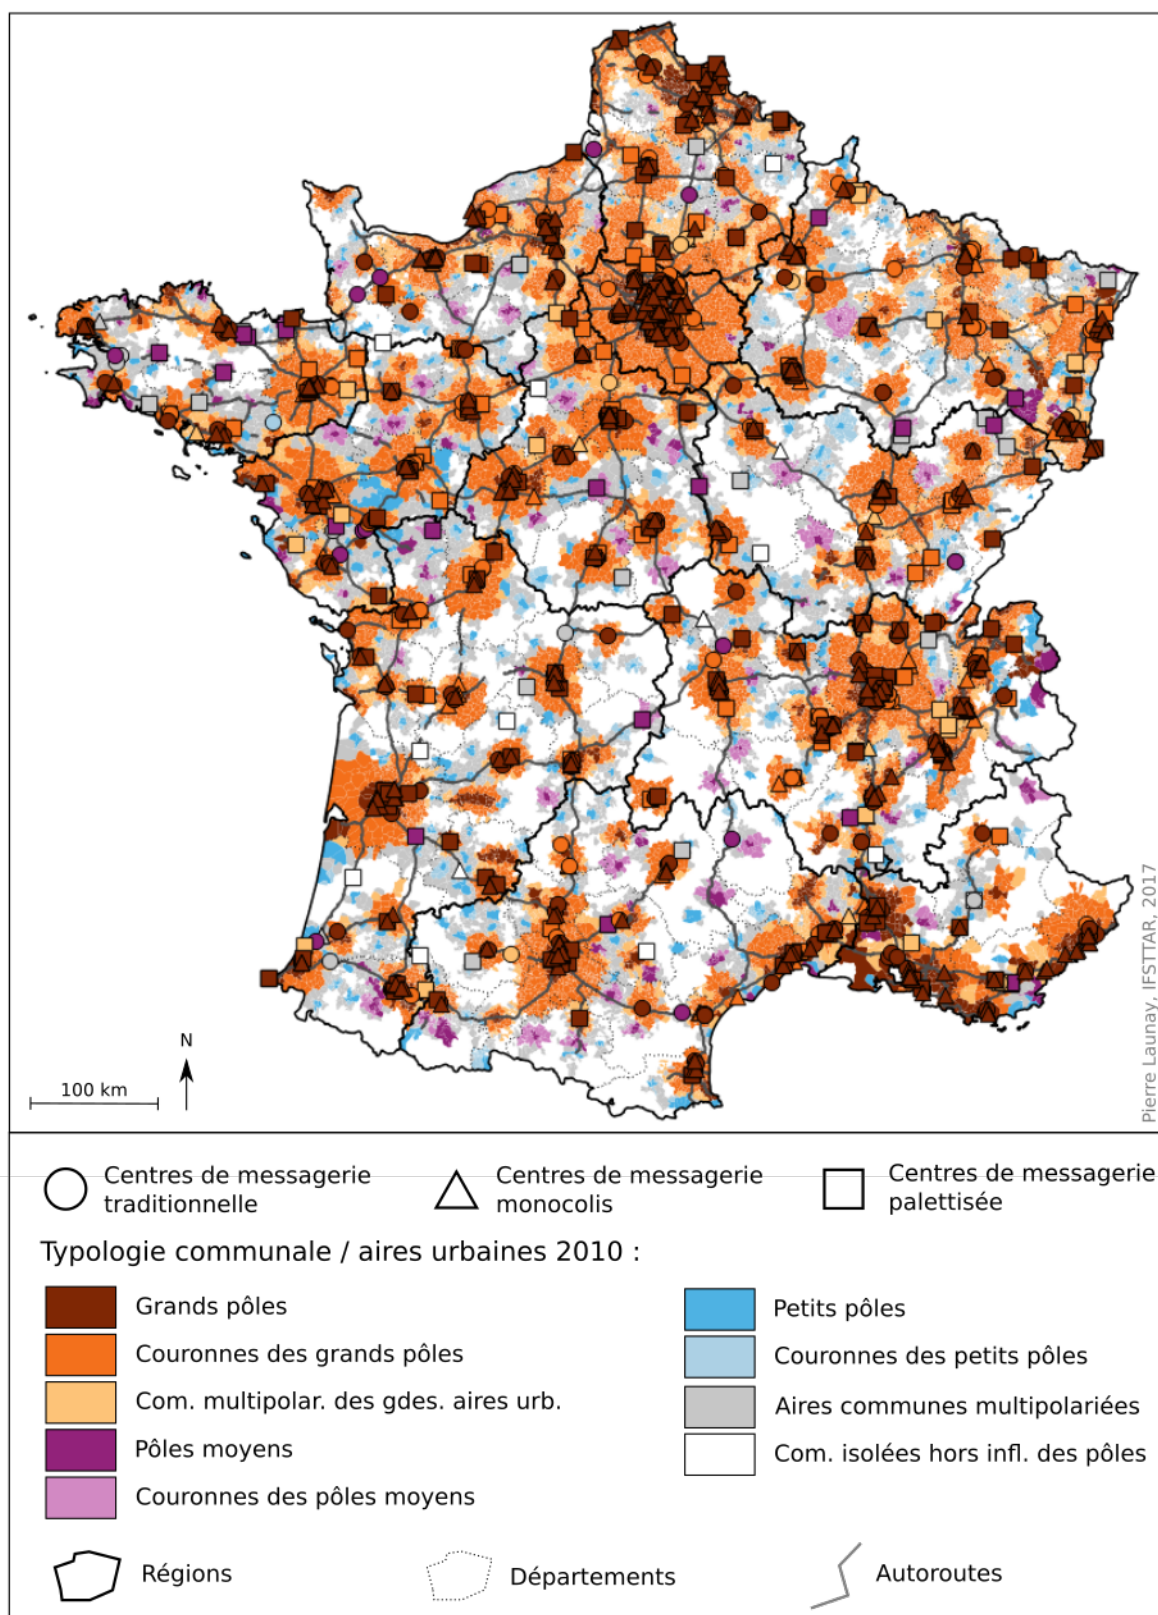 Pierre Launay, IFSTTAR, 2017
N
100 km
Centres de messagerie
traditionnelle
Centres de messagerie
monocolis
Centres de messagerie
palettisée
Typologie communale / aires urbaines 2010 :
Grands pôles
Couronnes des grands pôles
Com. multipolar. des gdes. aires urb.
Pôles moyens
Couronnes des pôles moyens
Petits pôles
Couronnes des petits pôles
Aires communes multipolariées
Com. isolées hors infl. des pôles
Régions
Départements
Autoroutes